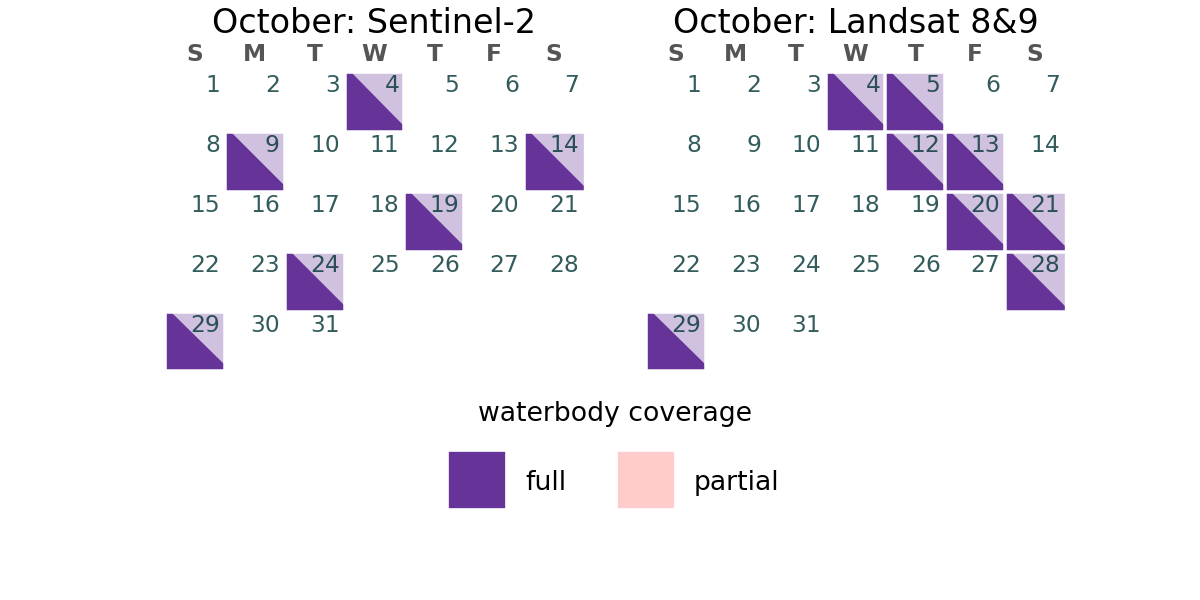 October: Sentinel-2
S M T W T F S
1 2 3 4 5 6 7
8 9 10 11 12 13 14
15 16 17 18 19 20 21
22 23 24 25 26 27 28
29 30 31
October: Landsat 8&9
S M T W T F S
1 2 3 4 5 6 7
8 9 10 11 12 13 14
15 16 17 18 19 20 21
22 23 24 25 26 27 28
29 30 31
waterbody coverage
full partial